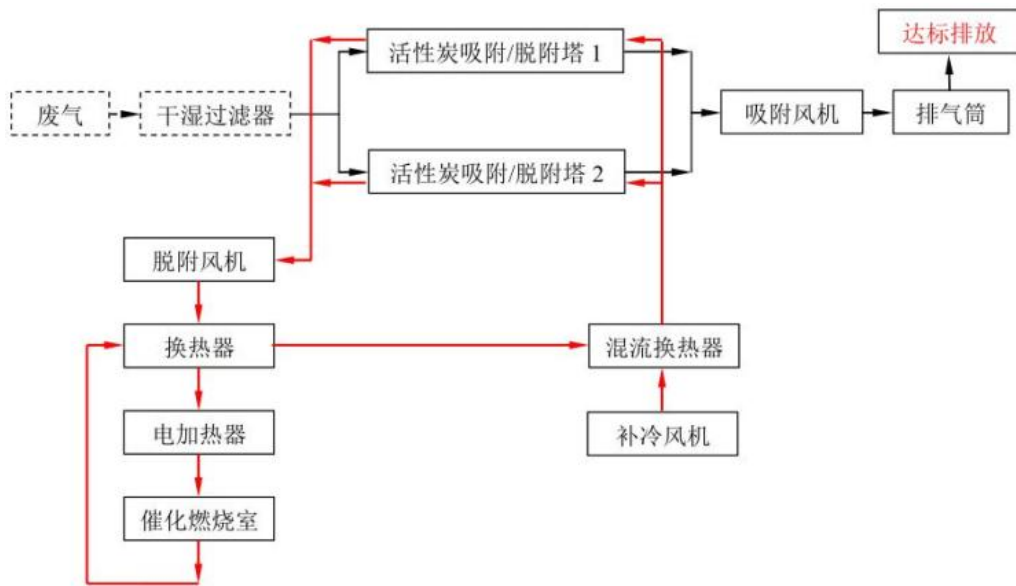 达标排放
活性炭吸附/脱附塔 1
废气
干湿过滤器
吸附风机
排气筒
活性炭吸附/脱附塔 2
脱附风机
换热器
混流换热器
电加热器
补冷风机
催化燃烧室